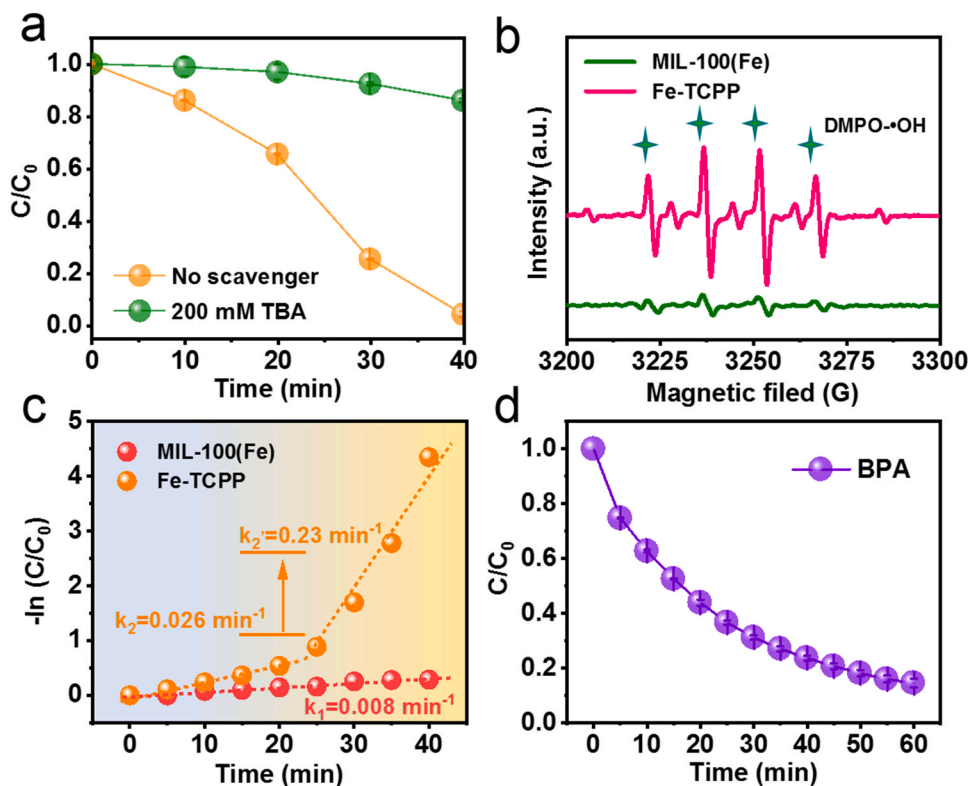 a
C/C₀
1.0
0.8
0.6
0.4
0.2
0.0
No scavenger
200 mM TBA
0 10 20 30 40
Time (min)
b
Intensity (a.u.)
MIL-100(Fe)
Fe-TCPP
DMPO-•OH
3200 3225 3250 3275 3300
Magnetic filed (G)
c
-ln (C/C₀)
5
4
3
2
1
0
MIL-100(Fe)
Fe-TCPP
k₂'=0.23 min⁻¹
k₂=0.026 min⁻¹
k₁=0.008 min⁻¹
0 10 20 30 40
Time (min)
d
C/C₀
1.0
0.8
0.6
0.4
0.2
0.0
BPA
0 10 20 30 40 50 60
Time (min)